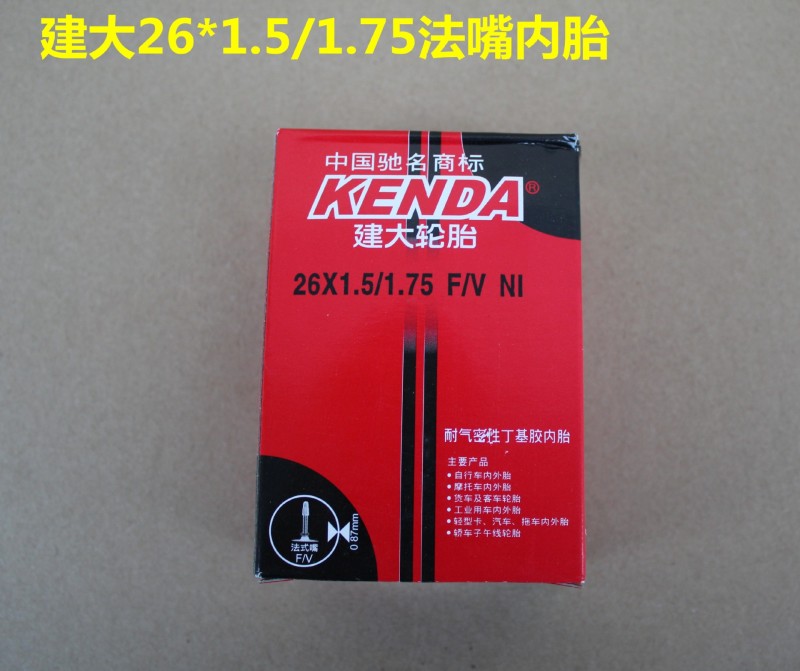 建大26*1.5/1.75法嘴内胎
中国驰名商标
KENDA®
建大轮胎
26X1.5/1.75 F/V NI
耐气密性丁基胶内胎
主要产品
• 自行车内外胎
• 摩托车内外胎
• 货车及客车轮胎
• 工业用车内外胎
• 轻型卡、汽车、拖车内外胎
• 轿车子午线轮胎
法式嘴
F/V
0.87mm